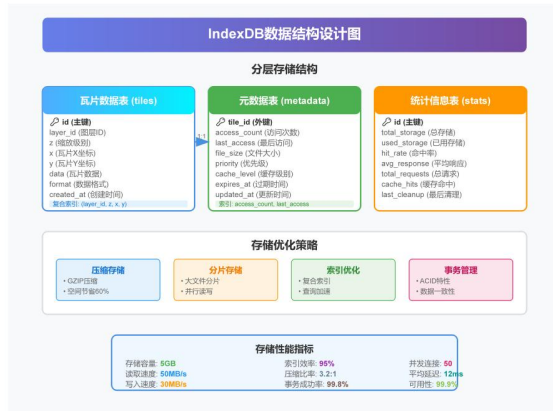 IndexDB数据结构设计图
分层存储结构
瓦片数据表 (tiles)
id (主键)
layer_id (图层ID)
z (缩放级别)
x (瓦片X坐标)
y (瓦片Y坐标)
data (瓦片数据)
format (数据格式)
created_at (创建时间)
复合索引: (layer_id, z, x, y)
1:1
元数据表 (metadata)
tile_id (外键)
access_count (访问次数)
last_access (最后访问)
file_size (文件大小)
priority (优先级)
cache_level (缓存级别)
expires_at (过期时间)
updated_at (更新时间)
索引: access_count, last_access
统计信息表 (stats)
id (主键)
total_storage (总存储)
used_storage (已用存储)
hit_rate (命中率)
avg_response (平均响应)
total_requests (总请求)
cache_hits (缓存命中)
last_cleanup (最后清理)
存储优化策略
压缩存储
• GZIP压缩
• 空间节省60%
分片存储
• 大文件分片
• 并行读写
索引优化
• 复合索引
• 查询加速
事务管理
• ACID特性
• 数据一致性
存储性能指标
存储容量: 5GB
读取速度: 50MB/s
写入速度: 30MB/s
索引效率: 95%
压缩比率: 3.2:1
事务成功率: 99.8%
并发连接: 50
平均延迟: 12ms
可用性: 99.9%